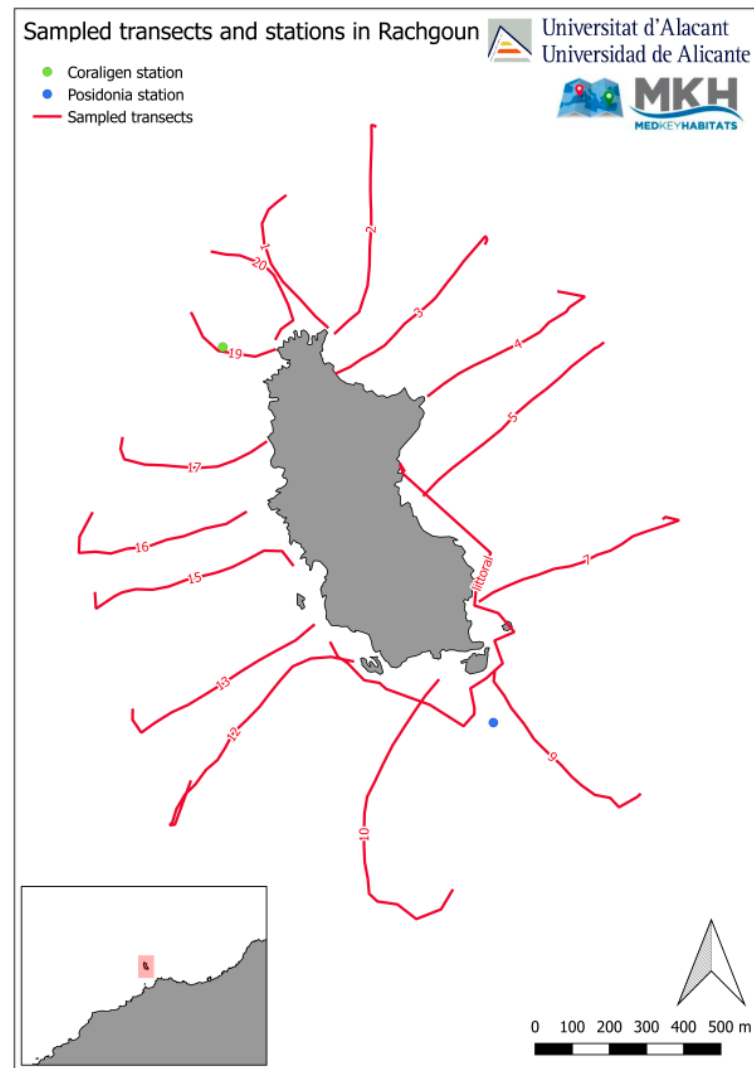 Sampled transects and stations in Rachgoun
Universitat d'Alacant
Universidad de Alicante
Coraligen station
Posidonia station
Sampled transects
MKH
MEDKEYHABITATS
1
2
20
3
19
4
5
17
16
littoral
7
15
13
12
9
10
0 100 200 300 400 500 m